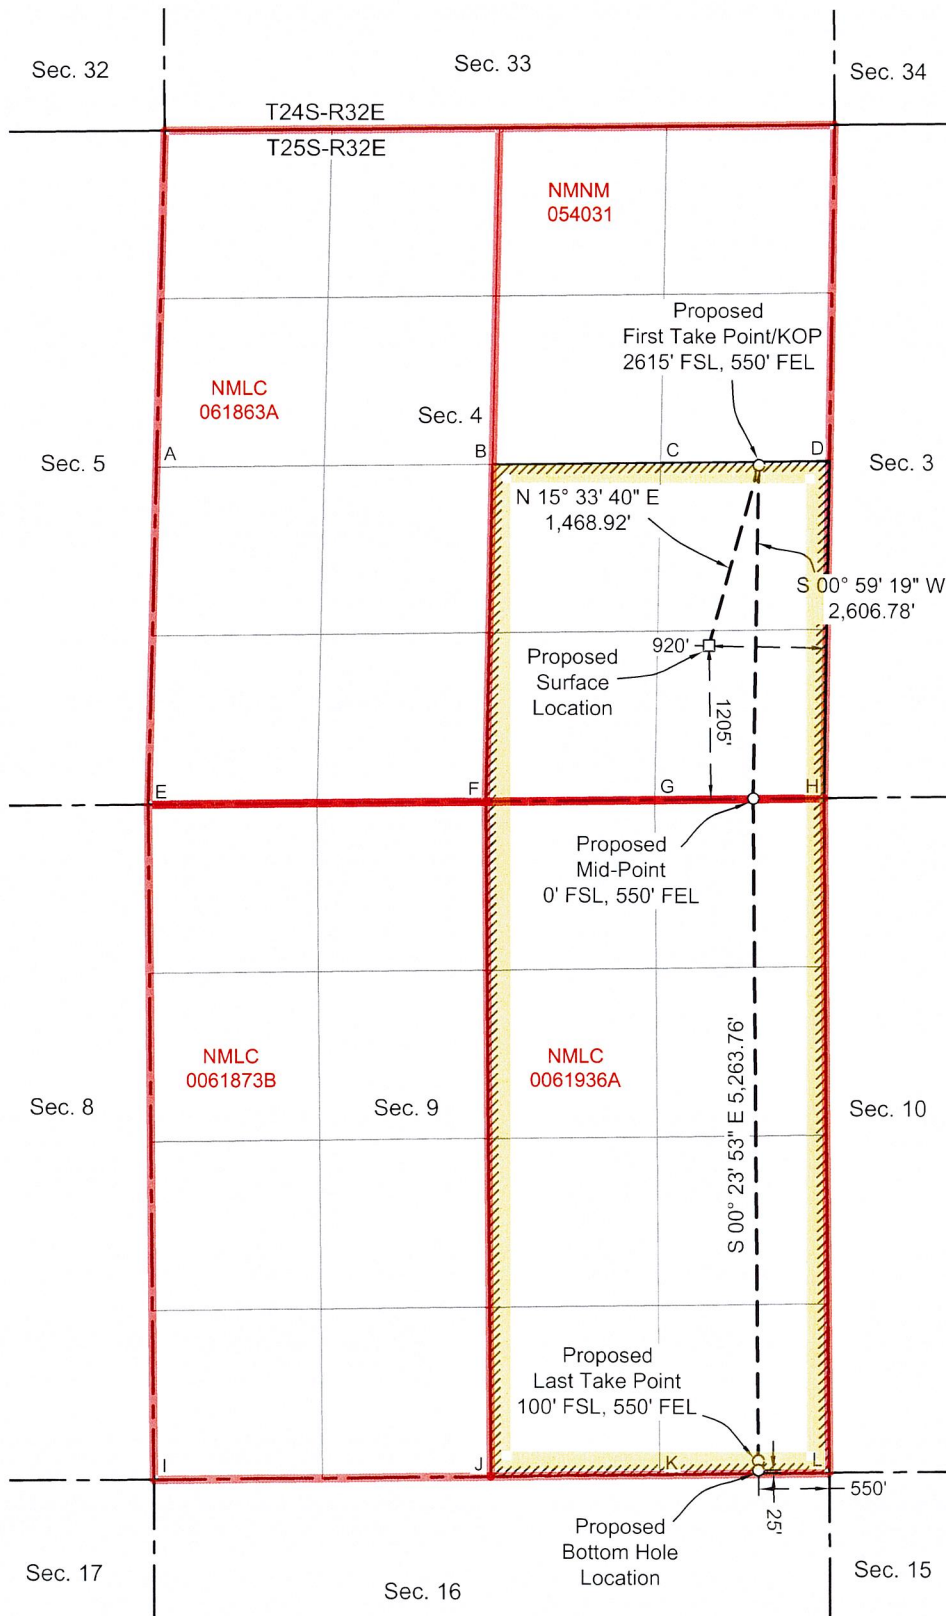 Sec. 32
Sec. 33
Sec. 34
T24S-R32E
T25S-R32E
NMNM
054031
Proposed
First Take Point/KOP
2615' FSL, 550' FEL
NMLC
061863A
Sec. 4
Sec. 5
A
B
C
D
Sec. 3
N 15° 33' 40" E
1,468.92'
S 00° 59' 19" W
2,606.78'
920'
Proposed
Surface
Location
1205'
E
F
G
H
Proposed
Mid-Point
0' FSL, 550' FEL
S 00° 23' 53" E 5,263.76'
NMLC
0061873B
NMLC
0061936A
Sec. 8
Sec. 9
Sec. 10
Proposed
Last Take Point
100' FSL, 550' FEL
I
J
K
L
550'
25'
Proposed
Bottom Hole
Location
Sec. 17
Sec. 16
Sec. 15